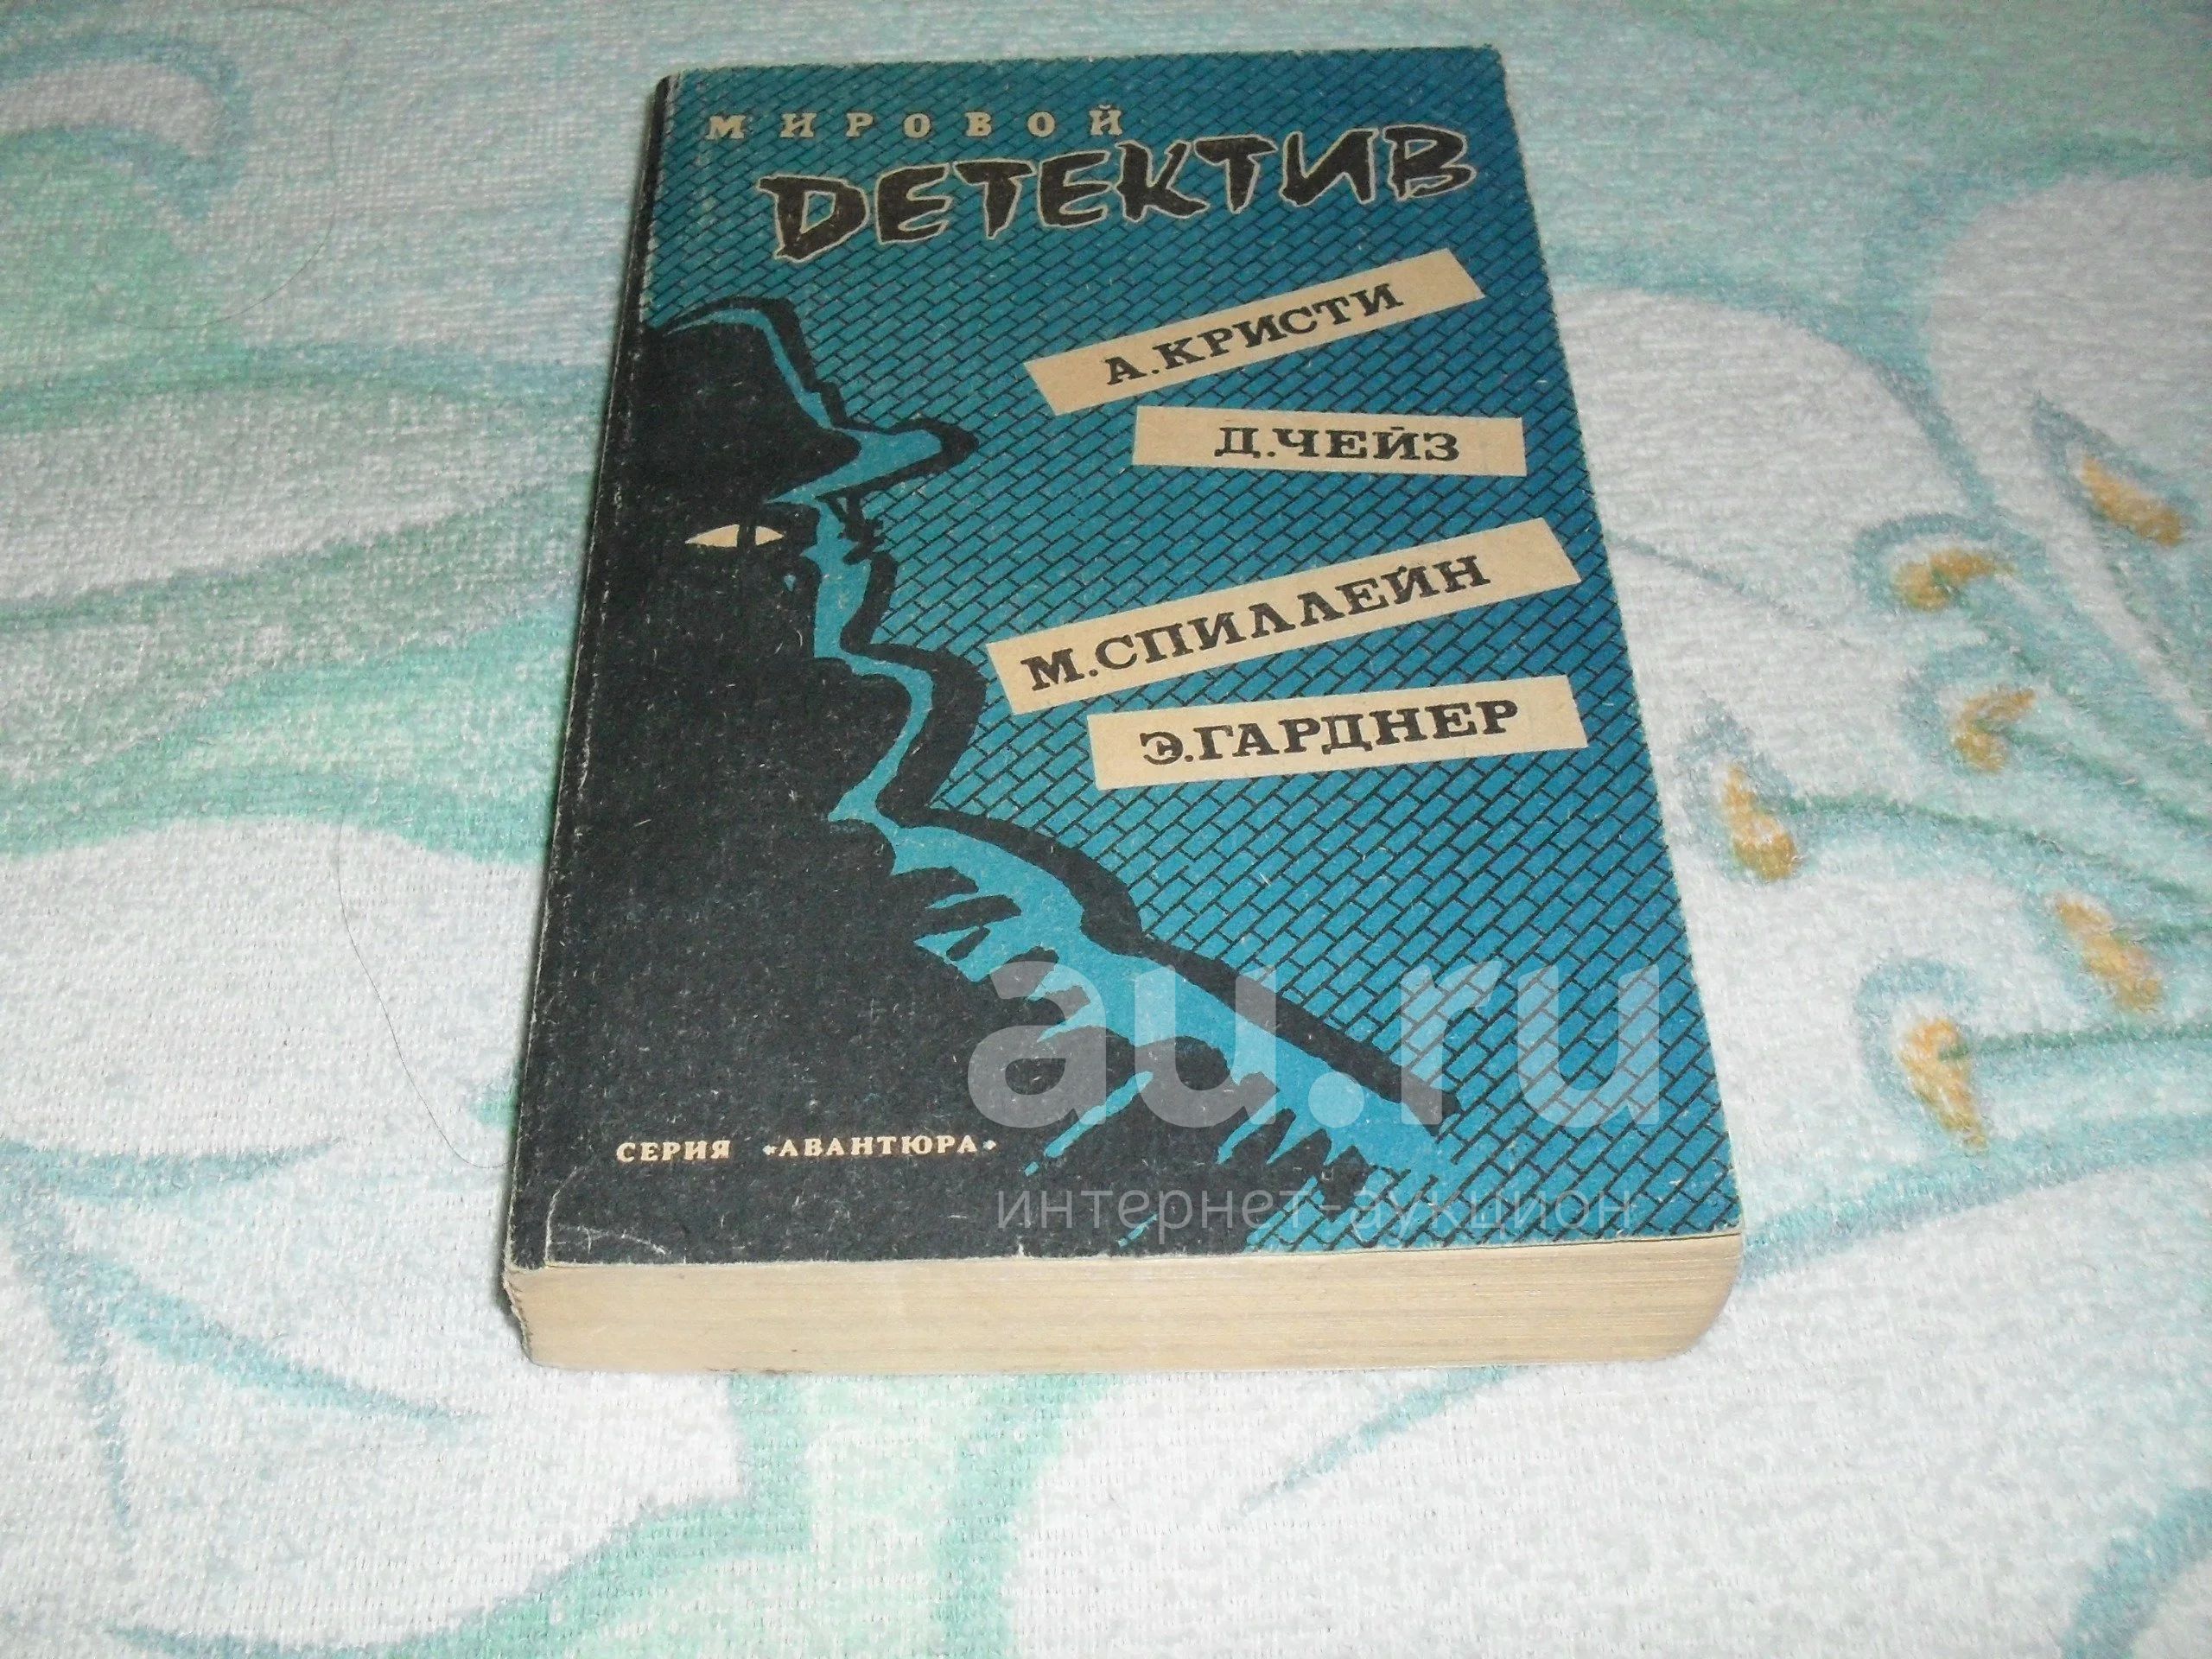 МИРОВОЙ
ДЕТЕКТИВ
А.КРИСТИ
Д.ЧЕЙЗ
М.СПИЛЛЕЙН
Э.ГАРДНЕР
СЕРИЯ «АВАНТЮРА»
au.ru
интернет-аукцион